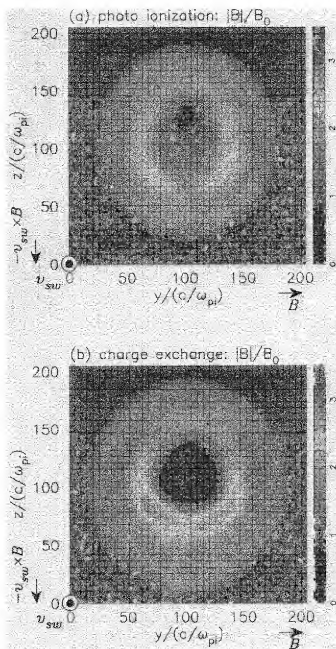 (a) photo ionization: |B|/B₀
200
150
100
50
0
z/(c/ωpi)
−vsw×B
vsw
0 50 100 150 200
y/(c/ωpi)
B
3
2
1
0
(b) charge exchange: |B|/B₀
200
150
100
50
0
z/(c/ωpi)
−vsw×B
vsw
0 50 100 150 200
y/(c/ωpi)
B
3
2
1
0